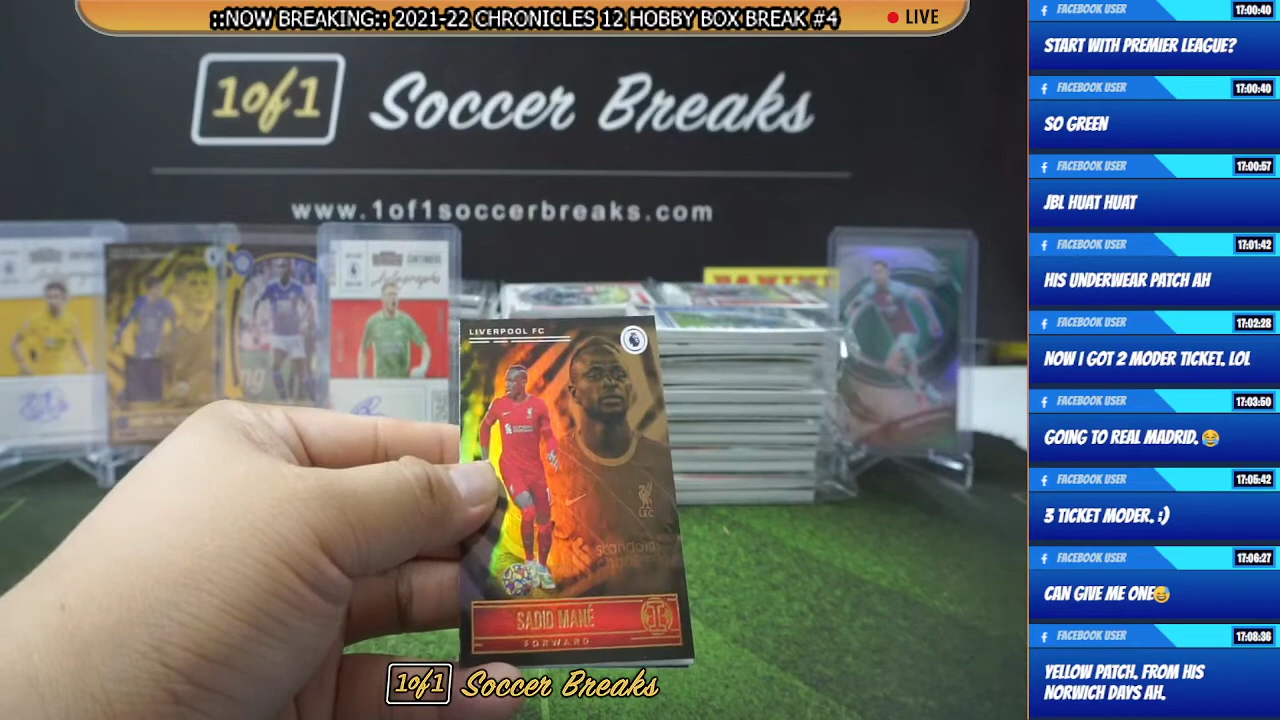 ::NOW BREAKING:: 2021-22 CHRONICLES 12 HOBBY BOX BREAK #4
LIVE
1of1 Soccer Breaks
www.1of1soccerbreaks.com
PANINI
LIVERPOOL FC
LFC
standard
SADIO MANÉ
FORWARD
1of1 Soccer Breaks
FACEBOOK USER 17:00:40
START WITH PREMIER LEAGUE?
FACEBOOK USER 17:00:40
SO GREEN
FACEBOOK USER 17:00:57
JBL HUAT HUAT
FACEBOOK USER 17:01:42
HIS UNDERWEAR PATCH AH
FACEBOOK USER 17:02:28
NOW I GOT 2 MODER TICKET. LOL
FACEBOOK USER 17:03:50
GOING TO REAL MADRID. 😂
FACEBOOK USER 17:05:42
3 TICKET MODER. :)
FACEBOOK USER 17:06:27
CAN GIVE ME ONE😅
FACEBOOK USER 17:08:36
YELLOW PATCH. FROM HIS
NORWICH DAYS AH.